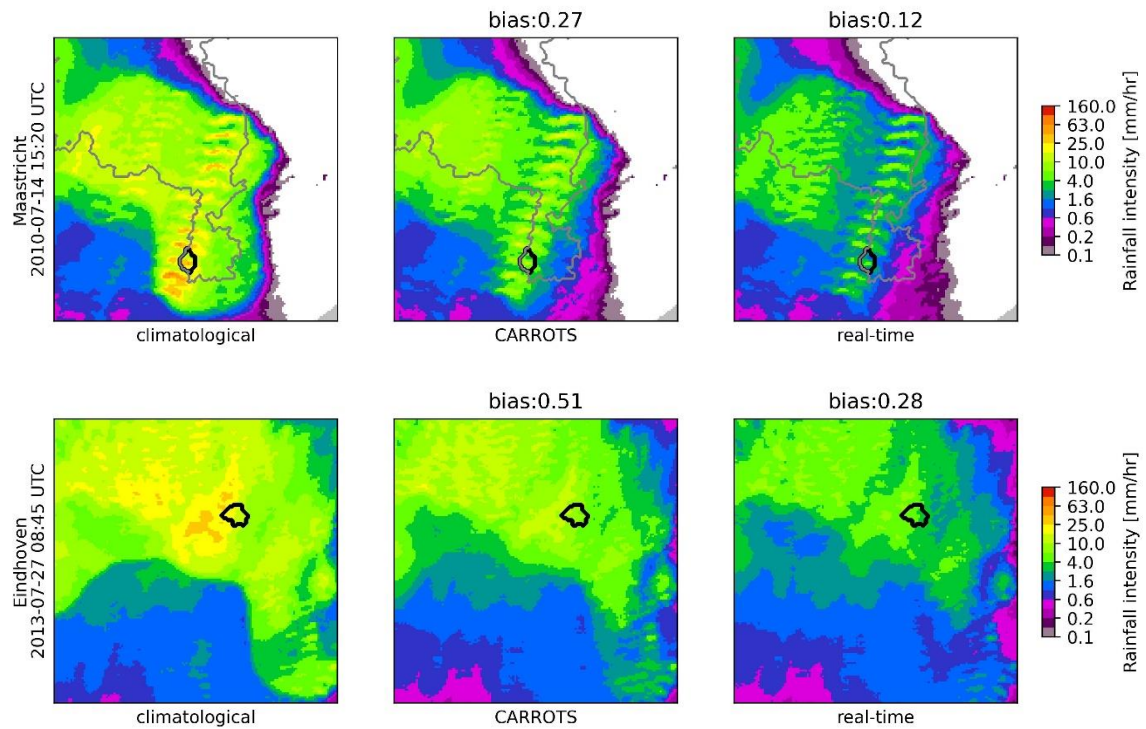 bias:0.27
bias:0.12
Maastricht
2010-07-14 15:20 UTC
climatological
CARROTS
real-time
160.0
63.0
25.0
10.0
4.0
1.6
0.6
0.2
0.1
Rainfall intensity [mm/hr]
bias:0.51
bias:0.28
Eindhoven
2013-07-27 08:45 UTC
climatological
CARROTS
real-time
160.0
63.0
25.0
10.0
4.0
1.6
0.6
0.2
0.1
Rainfall intensity [mm/hr]